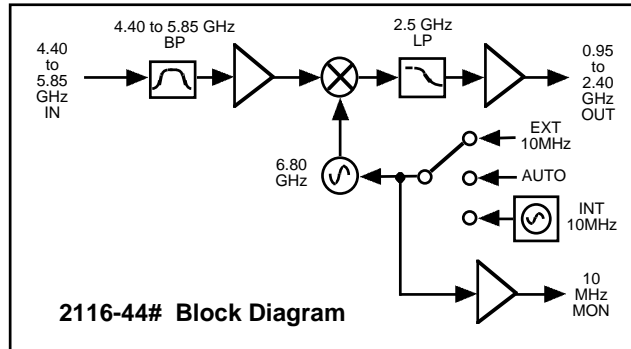 4.40 to 5.85 GHz
BP
2.5 GHz
LP
4.40
to
5.85
GHz
IN
0.95
to
2.40
GHz
OUT
6.80
GHz
EXT
10MHz
AUTO
INT
10MHz
10
MHz
MON
2116-44# Block Diagram